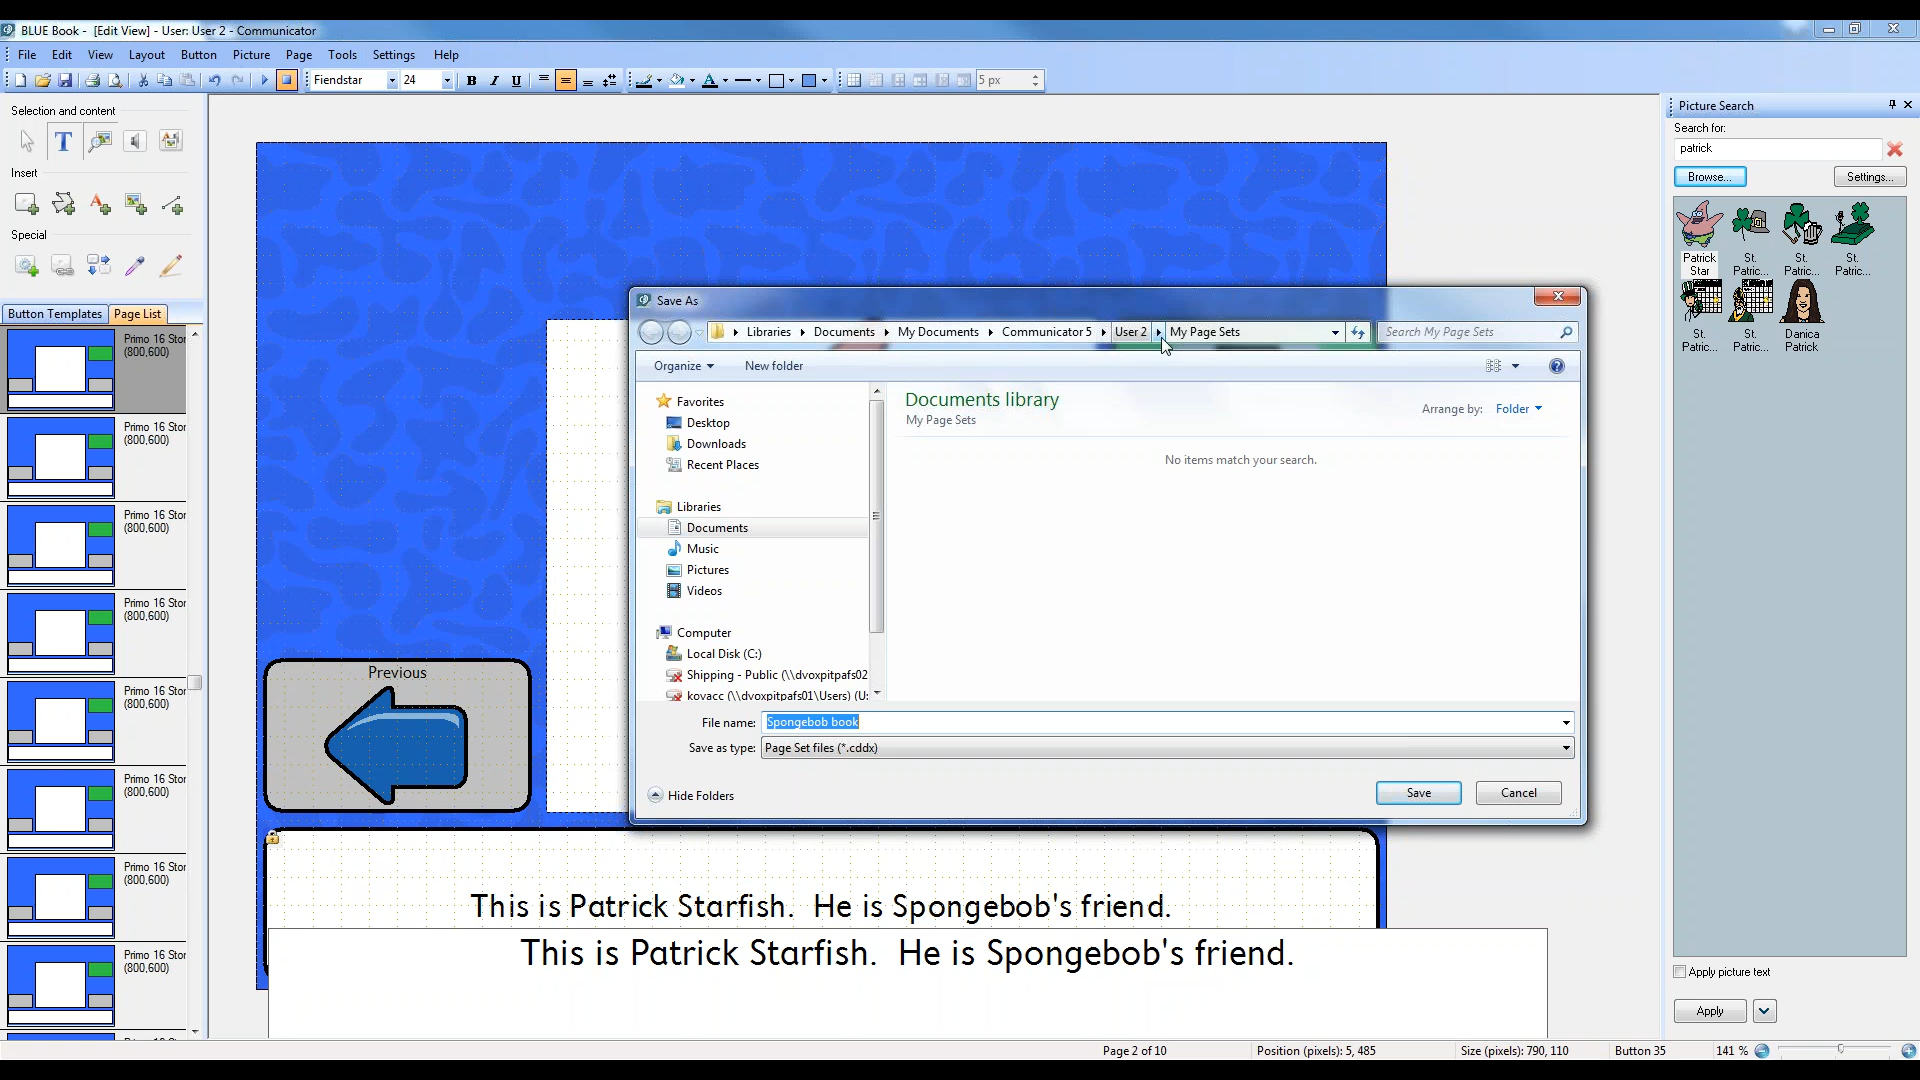 BLUE Book - [Edit View] - User: User 2 - Communicator
File Edit View Layout Button Picture Page Tools Settings Help
Fiendstar 24 B I U A 5 px
Selection and content
T
Insert
A
Special
Button Templates Page List
Primo 16 Stor
(800,600)
Primo 16 Stor
(800,600)
Primo 16 Stor
(800,600)
Primo 16 Stor
(800,600)
Primo 16 Stor
(800,600)
Primo 16 Stor
(800,600)
Primo 16 Stor
(800,600)
Primo 16 Stor
(800,600)
Previous
This is Patrick Starfish. He is Spongebob's friend.
This is Patrick Starfish. He is Spongebob's friend.
Save As
Libraries Documents My Documents Communicator 5 User 2 My Page Sets
Search My Page Sets
Organize New folder
Favorites
Desktop
Downloads
Recent Places
Libraries
Documents
Music
Pictures
Videos
Computer
Local Disk (C:)
Shipping - Public (\\dvoxpitpafs02
kovacc (\\dvoxpitpafs01\Users) (U:
Documents library
My Page Sets
Arrange by: Folder
No items match your search.
File name: Spongebob book
Save as type: Page Set files (*.cddx)
Hide Folders
Save Cancel
Picture Search
Search for:
patrick
Browse... Settings...
Patrick
Star
St.
Patric...
St.
Patric...
St.
Patric...
St.
Patric...
St.
Patric...
Danica
Patrick
Apply picture text
Apply
Page 2 of 10 Position (pixels): 5, 485 Size (pixels): 790, 110 Button 35 141 %